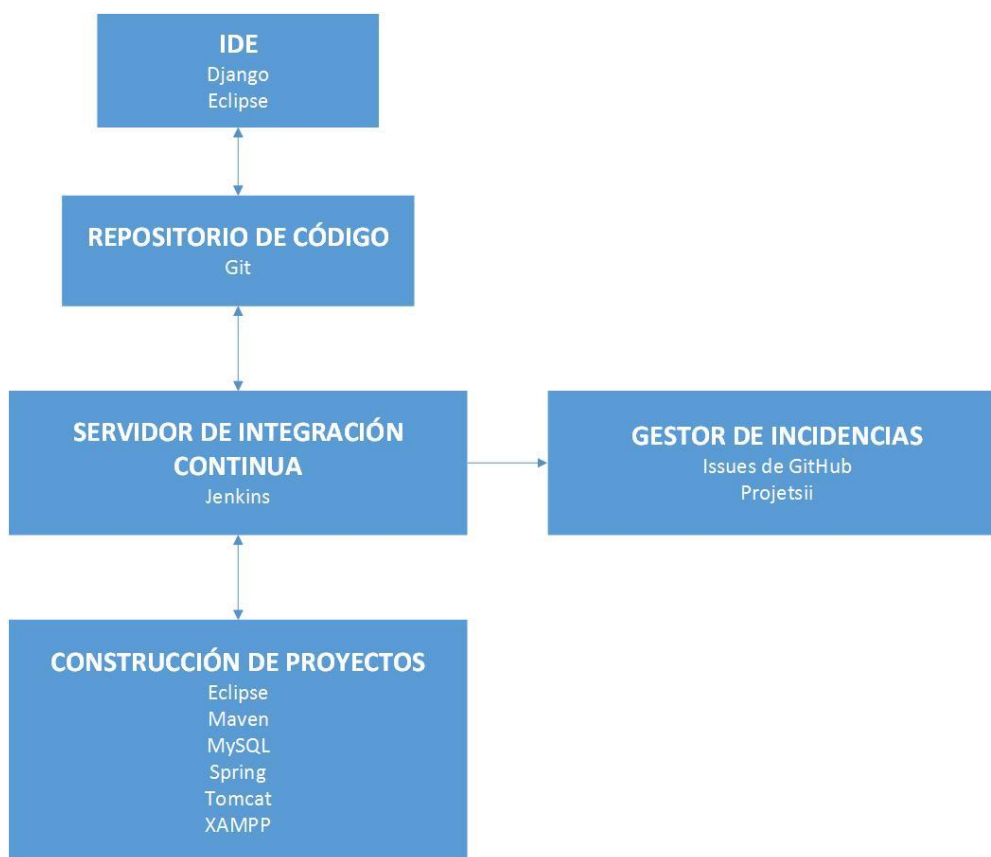 IDE
Django
Eclipse
REPOSITORIO DE CÓDIGO
Git
SERVIDOR DE INTEGRACIÓN
CONTINUA
Jenkins
GESTOR DE INCIDENCIAS
Issues de GitHub
Projetsii
CONSTRUCCIÓN DE PROYECTOS
Eclipse
Maven
MySQL
Spring
Tomcat
XAMPP